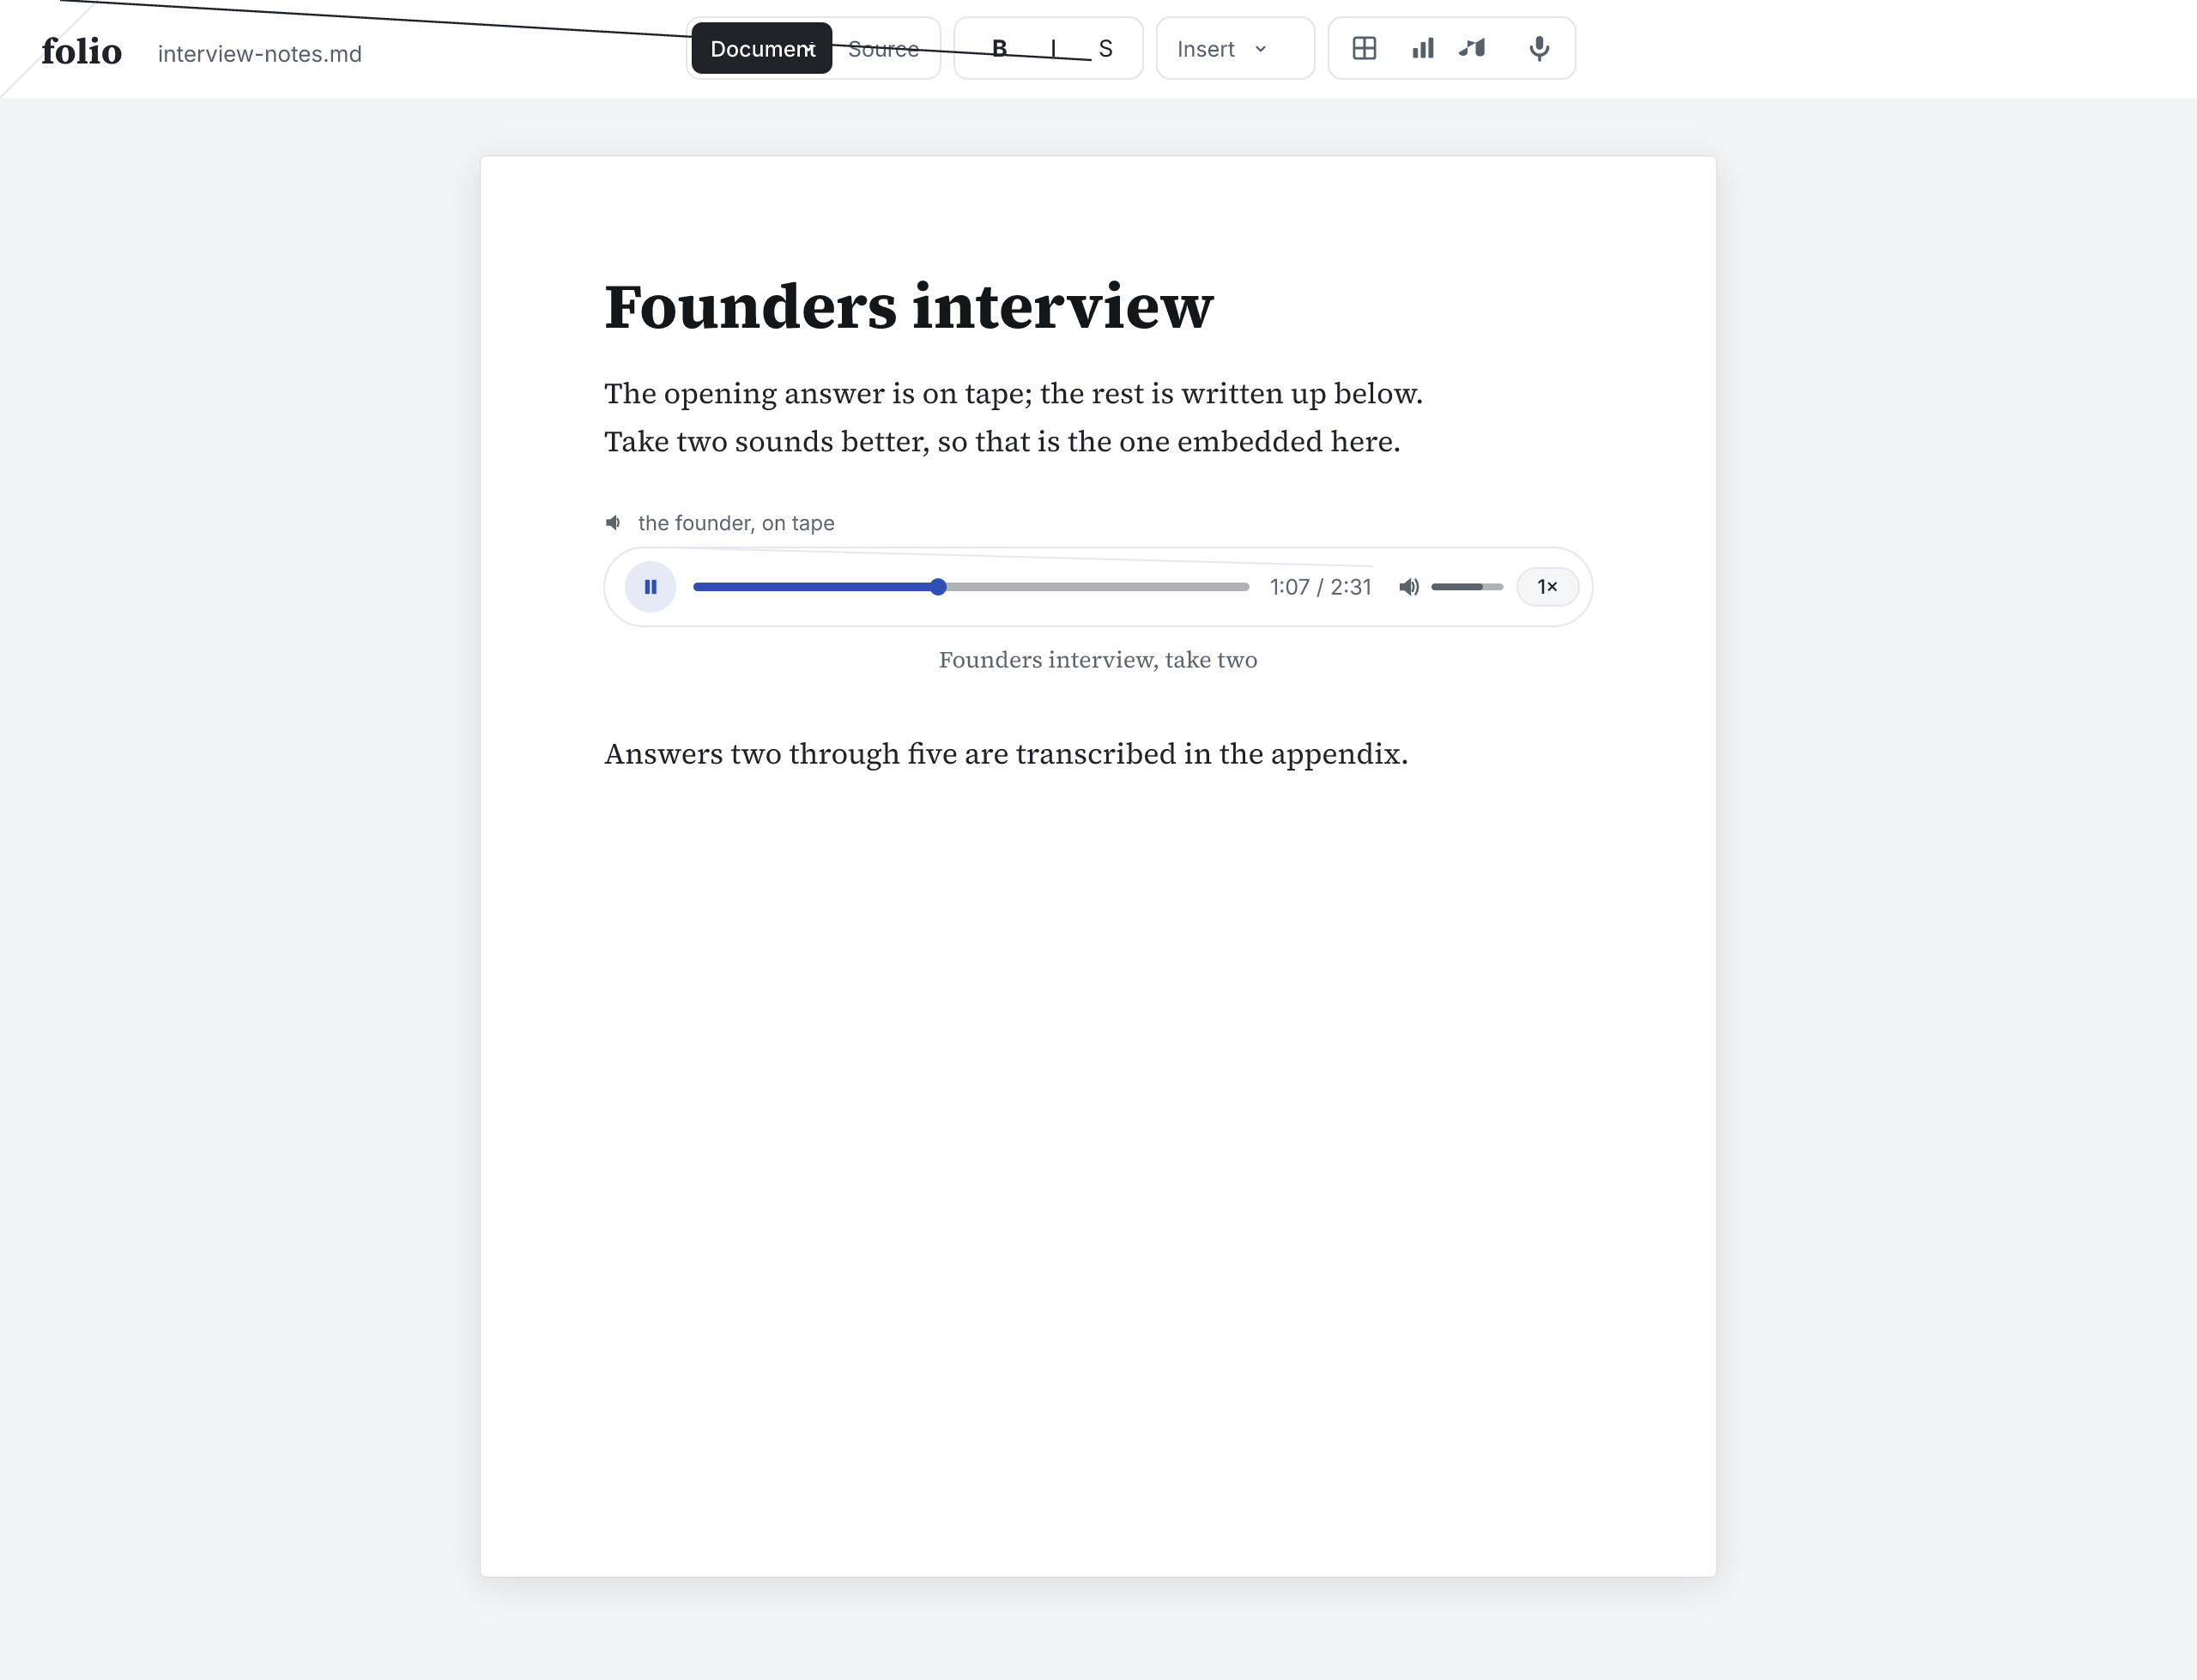 folio interview-notes.md Document Source B I S Insert
Founders interview
The opening answer is on tape; the rest is written up below.
Take two sounds better, so that is the one embedded here.
the founder, on tape
1:07 / 2:31 1×
Founders interview, take two
Answers two through five are transcribed in the appendix.